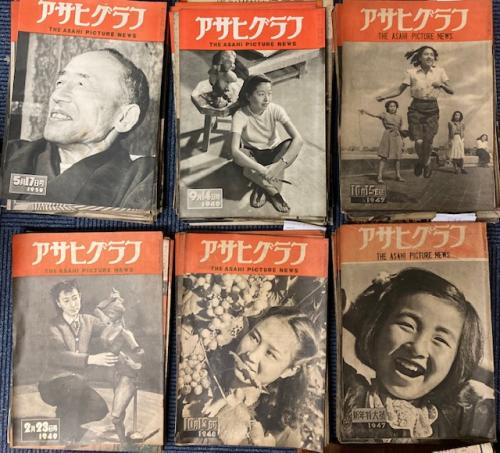 アサヒグラフ
THE ASAHI PICTURE NEWS
5月17日号
1950
アサヒグラフ
THE ASAHI PICTURE NEWS
9月14日号
アサヒグラフ
THE ASAHI PICTURE NEWS
10月15日号
1947
アサヒグラフ
THE ASAHI PICTURE NEWS
2月23日号
1949
アサヒグラフ
THE ASAHI PICTURE NEWS
10月13日号
アサヒグラフ
THE ASAHI PICTURE NEWS
新年特大号
1947